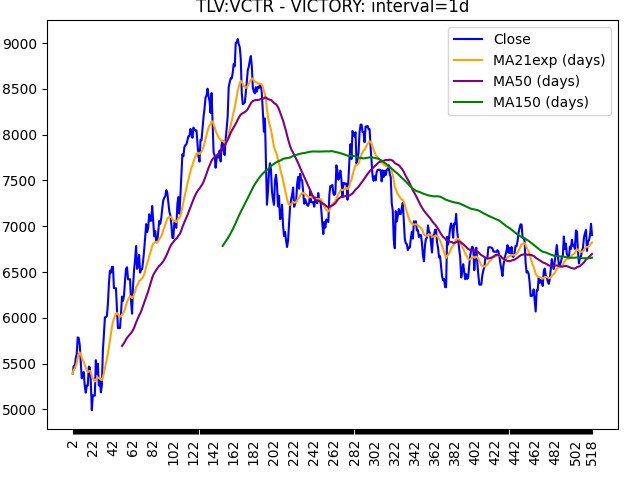 TLV:VCTR - VICTORY: interval=1d
Close
MA21exp (days)
MA50 (days)
MA150 (days)
9000
8500
8000
7500
7000
6500
6000
5500
5000
2 22 42 62 82 102 122 142 162 182 202 222 242 262 282 302 322 342 362 382 402 422 442 462 482 502 518